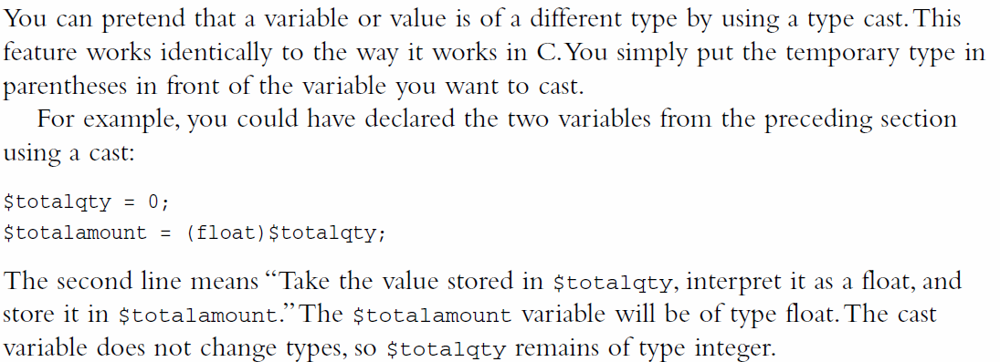 You can pretend that a variable or value is of a different type by using a type cast. This
feature works identically to the way it works in C. You simply put the temporary type in
parentheses in front of the variable you want to cast.
For example, you could have declared the two variables from the preceding section
using a cast:
$totalqty = 0;
$totalamount = (float)$totalqty;
The second line means “Take the value stored in $totalqty, interpret it as a float, and
store it in $totalamount.” The $totalamount variable will be of type float. The cast
variable does not change types, so $totalqty remains of type integer.